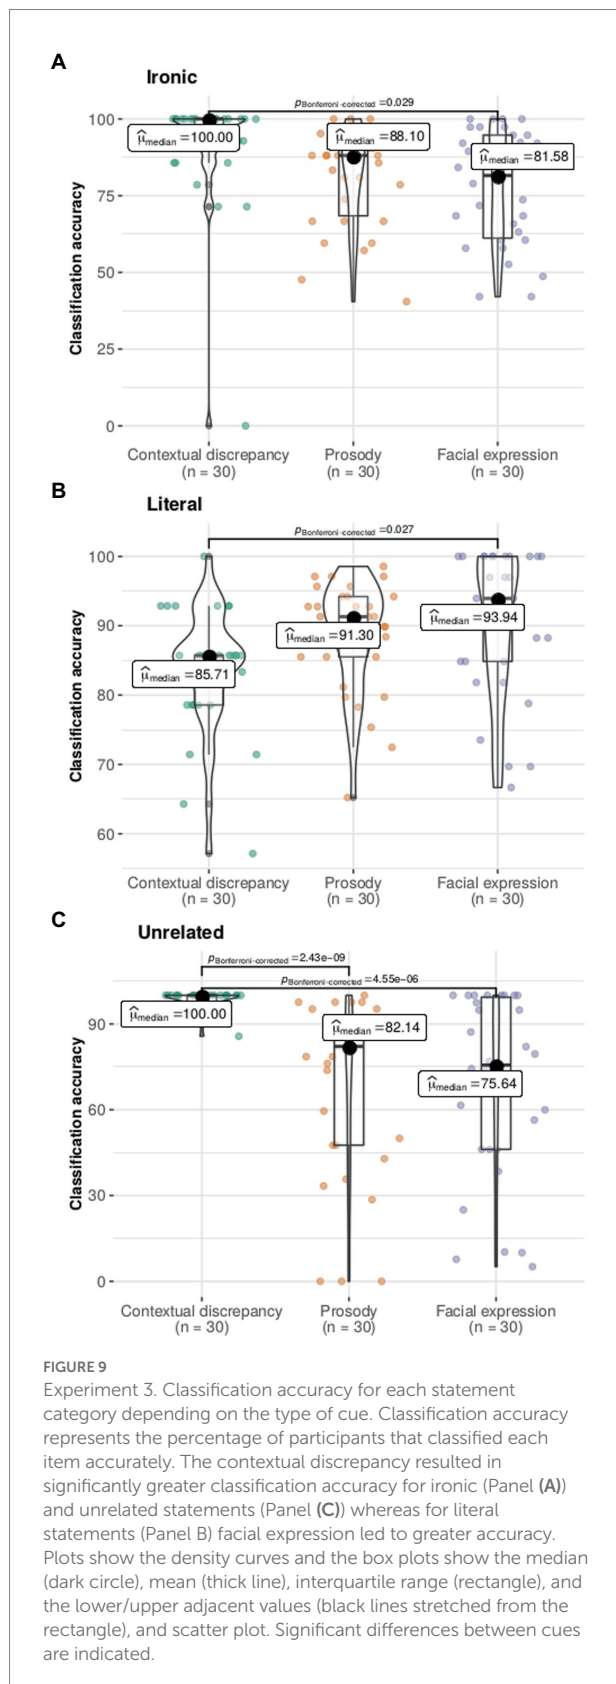 A
Ironic
pBonferroni-corrected =0.029
100
75
50
25
0
Classification accuracy
μ̂median =100.00
μ̂median =88.10
μ̂median =81.58
Contextual discrepancy
(n = 30)
Prosody
(n = 30)
Facial expression
(n = 30)
B
Literal
pBonferroni-corrected =0.027
100
90
80
70
60
Classification accuracy
μ̂median =85.71
μ̂median =91.30
μ̂median =93.94
Contextual discrepancy
(n = 30)
Prosody
(n = 30)
Facial expression
(n = 30)
C
Unrelated
pBonferroni-corrected =2.43e−09
pBonferroni-corrected =4.55e−06
90
60
30
0
Classification accuracy
μ̂median =100.00
μ̂median =82.14
μ̂median =75.64
Contextual discrepancy
(n = 30)
Prosody
(n = 30)
Facial expression
(n = 30)
FIGURE 9
Experiment 3. Classification accuracy for each statement
category depending on the type of cue. Classification accuracy
represents the percentage of participants that classified each
item accurately. The contextual discrepancy resulted in
significantly greater classification accuracy for ironic (Panel (A))
and unrelated statements (Panel (C)) whereas for literal
statements (Panel B) facial expression led to greater accuracy.
Plots show the density curves and the box plots show the median
(dark circle), mean (thick line), interquartile range (rectangle), and
the lower/upper adjacent values (black lines stretched from the
rectangle), and scatter plot. Significant differences between cues
are indicated.